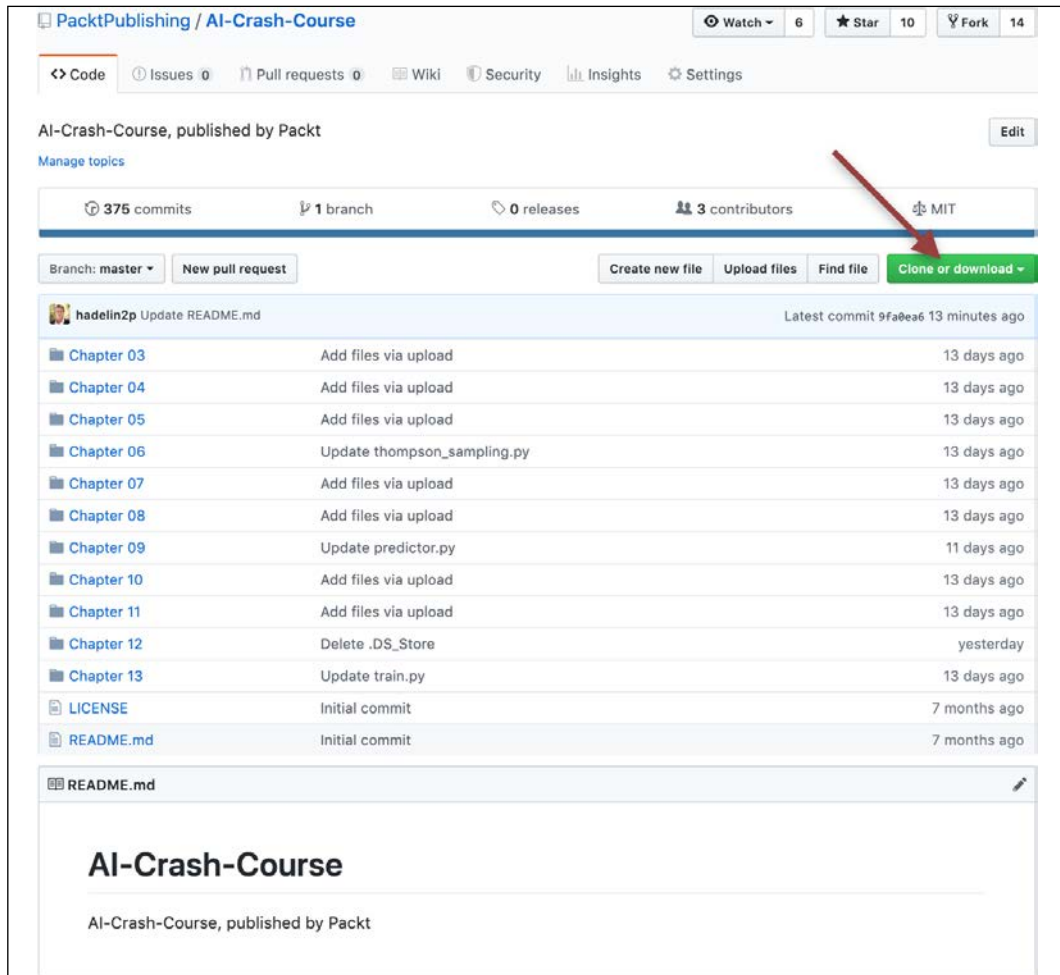 PacktPublishing / AI-Crash-Course Watch 6 Star 10 Fork 14
Code Issues 0 Pull requests 0 Wiki Security Insights Settings
AI-Crash-Course, published by Packt Edit
Manage topics
375 commits 1 branch 0 releases 3 contributors MIT
Branch: master New pull request Create new file Upload files Find file Clone or download
hadelin2p Update README.md Latest commit 9fa0ea6 13 minutes ago
Chapter 03 Add files via upload 13 days ago
Chapter 04 Add files via upload 13 days ago
Chapter 05 Add files via upload 13 days ago
Chapter 06 Update thompson_sampling.py 13 days ago
Chapter 07 Add files via upload 13 days ago
Chapter 08 Add files via upload 13 days ago
Chapter 09 Update predictor.py 11 days ago
Chapter 10 Add files via upload 13 days ago
Chapter 11 Add files via upload 13 days ago
Chapter 12 Delete .DS_Store yesterday
Chapter 13 Update train.py 13 days ago
LICENSE Initial commit 7 months ago
README.md Initial commit 7 months ago
README.md
AI-Crash-Course
AI-Crash-Course, published by Packt